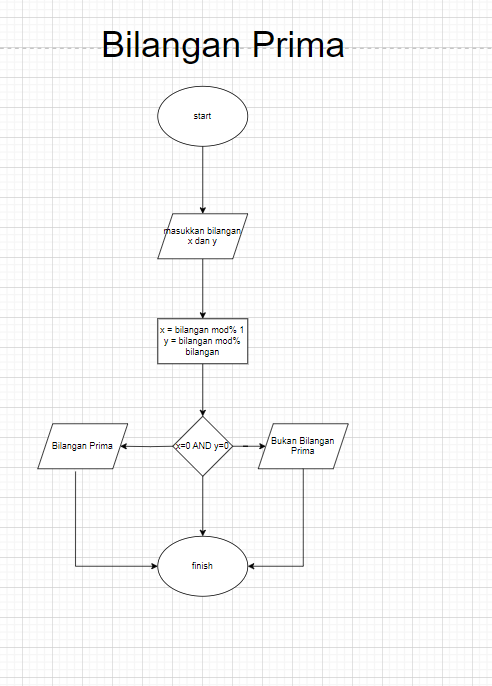 Bilangan Prima
start
masukkan bilangan
x dan y
x = bilangan mod% 1
y = bilangan mod%
bilangan
Bilangan Prima
x=0 AND y=0
Bukan Bilangan
Prima
finish